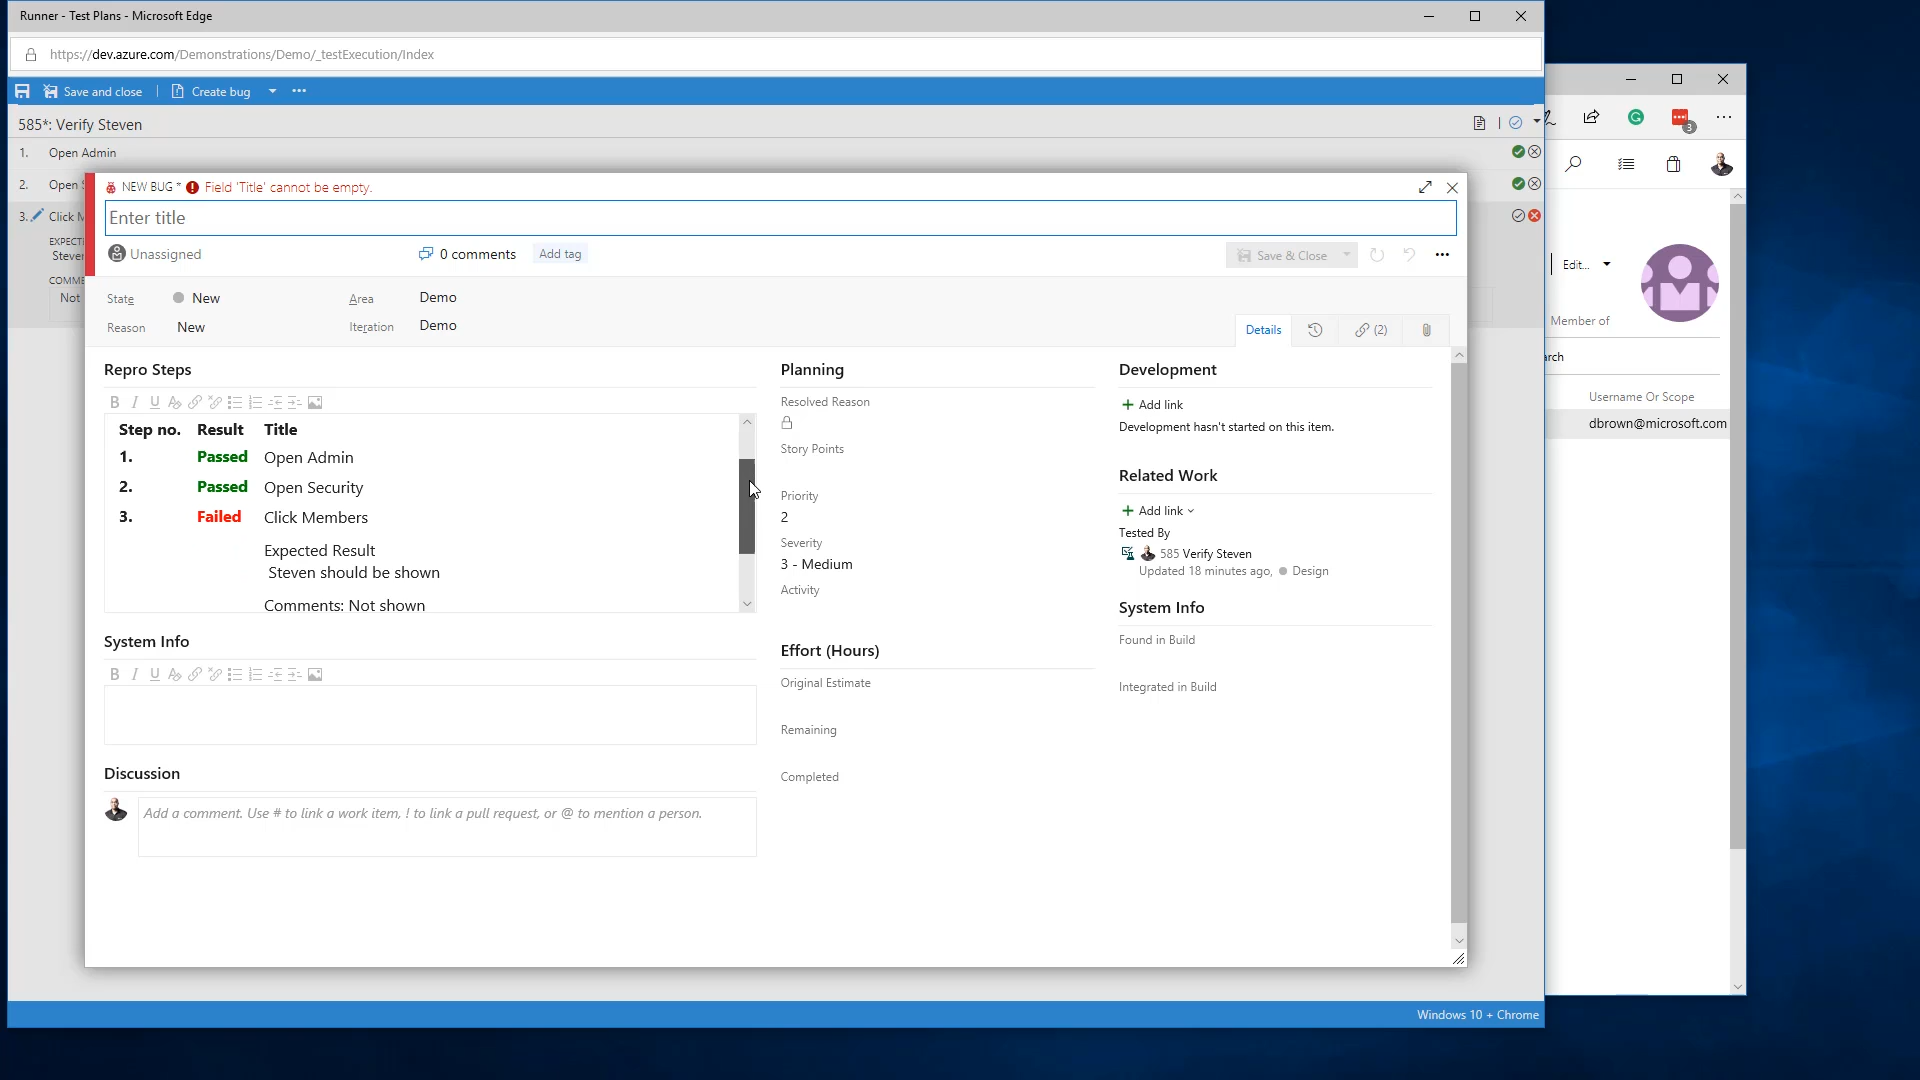 Runner - Test Plans - Microsoft Edge
https://dev.azure.com/Demonstrations/Demo/_testExecution/Index
Save and close | Create bug
585*: Verify Steven
1. Open Admin
2. Open
3. Click
Steven
Not
NEW BUG * Field 'Title' cannot be empty.
Enter title
Unassigned
0 comments
Add tag
Save & Close
State New
Area Demo
Reason New
Iteration Demo
Details
(2)
Repro Steps
Step no. Result Title
1. Passed Open Admin
2. Passed Open Security
3. Failed Click Members
Expected Result
Steven should be shown
Comments: Not shown
System Info
Discussion
Add a comment. Use # to link a work item, ! to link a pull request, or @ to mention a person.
Planning
Resolved Reason
Story Points
Priority
2
Severity
3 - Medium
Activity
Effort (Hours)
Original Estimate
Remaining
Completed
Development
Add link
Development hasn't started on this item.
Related Work
Add link
Tested By
585 Verify Steven
Updated 18 minutes ago, Design
System Info
Found in Build
Integrated in Build
3
Edit...
Member of
arch
Username Or Scope
dbrown@microsoft.com
Windows 10 + Chrome